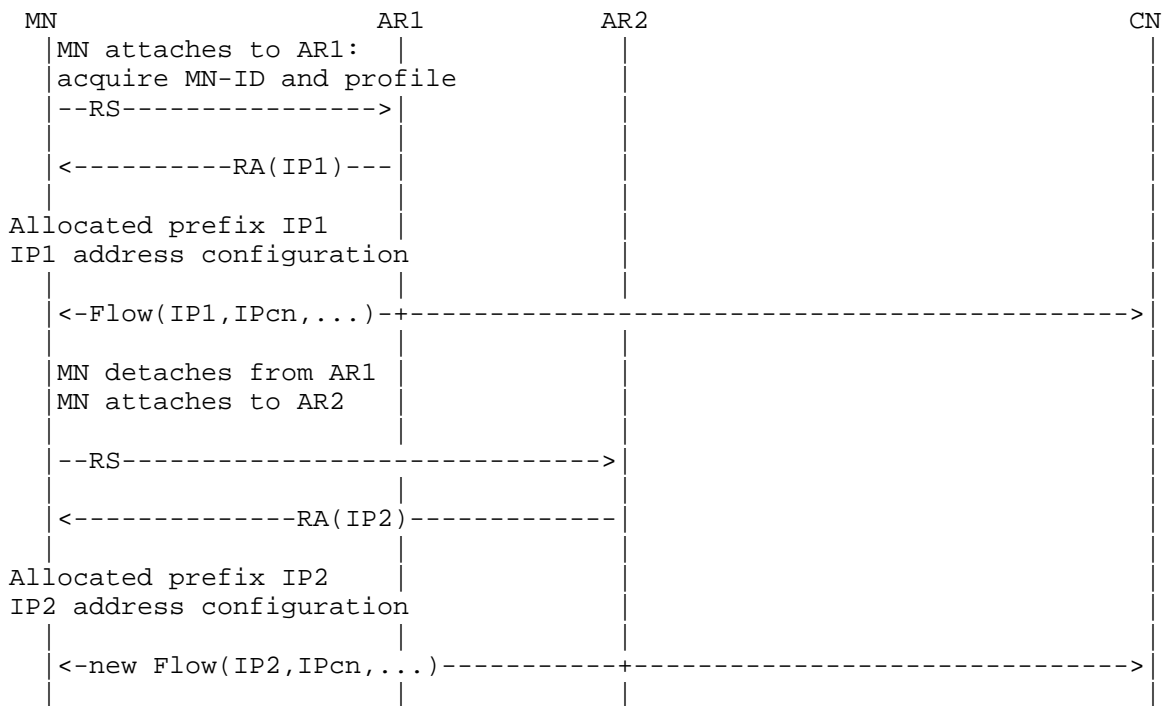 MN AR1 AR2 CN
MN attaches to AR1:
acquire MN-ID and profile
--RS---------------->
<----------RA(IP1)---
Allocated prefix IP1
IP1 address configuration
<-Flow(IP1,IPcn,...)-+--------------------------------------------->
MN detaches from AR1
MN attaches to AR2
--RS------------------------------>
<--------------RA(IP2)-------------
Allocated prefix IP2
IP2 address configuration
<-new Flow(IP2,IPcn,...)-----------+------------------------------->